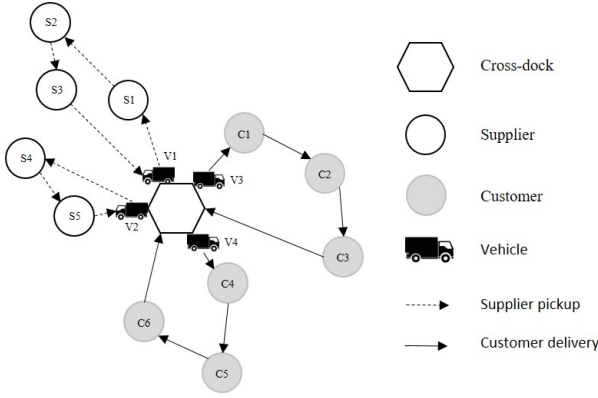 S2
S3
S1
S4
S5
V1
V2
V3
V4
C1
C2
C3
C4
C5
C6
Cross-dock
Supplier
Customer
Vehicle
Supplier pickup
Customer delivery